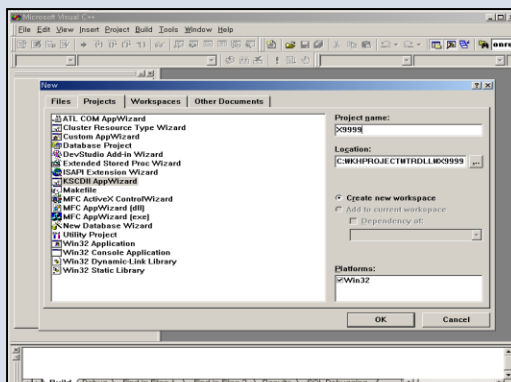 Microsoft Visual C++
File Edit View Insert Project Build Tools Window Help
New
Files Projects Workspaces Other Documents
ATL COM AppWizard
Cluster Resource Type Wizard
Custom AppWizard
Database Project
DevStudio Add-in Wizard
Extended Stored Proc Wizard
ISAPI Extension Wizard
KSCDll AppWizard
Makefile
MFC ActiveX ControlWizard
MFC AppWizard (dll)
MFC AppWizard (exe)
New Database Wizard
Utility Project
Win32 Application
Win32 Console Application
Win32 Dynamic-Link Library
Win32 Static Library
Project name:
X9999
Location:
C:₩KHPROJECT₩TRDLL₩X9999 ...
Create new workspace
Add to current workspace
Dependency of:
Platforms:
Win32
OK Cancel
Build